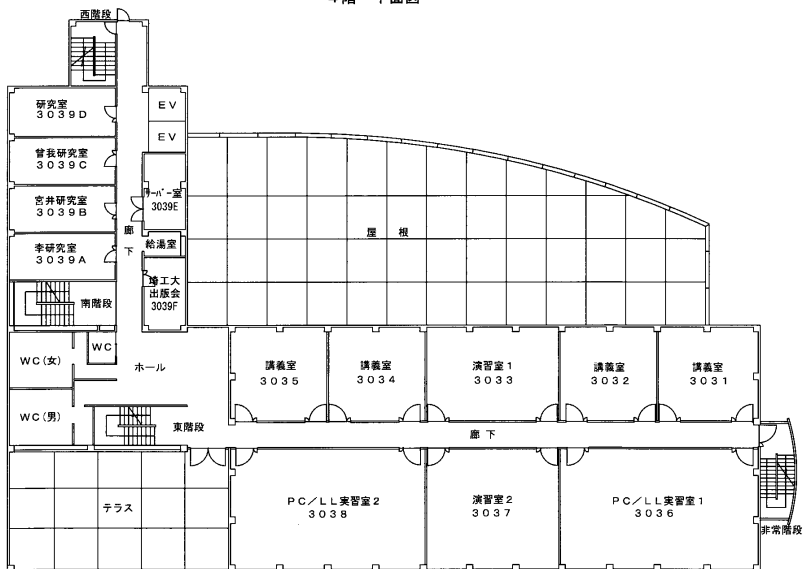 西階段
研究室
3039D
EV
EV
曽我研究室
3039C
宮井研究室
3039B
サーバー室
3039E
李研究室
3039A
廊下
給湯室
埼工大
出版会
3039F
屋根
南階段
WC(女)
WC
ホール
WC(男)
東階段
講義室
3035
講義室
3034
演習室1
3033
講義室
3032
講義室
3031
廊下
テラス
PC/LL実習室2
3038
演習室2
3037
PC/LL実習室1
3036
非常階段